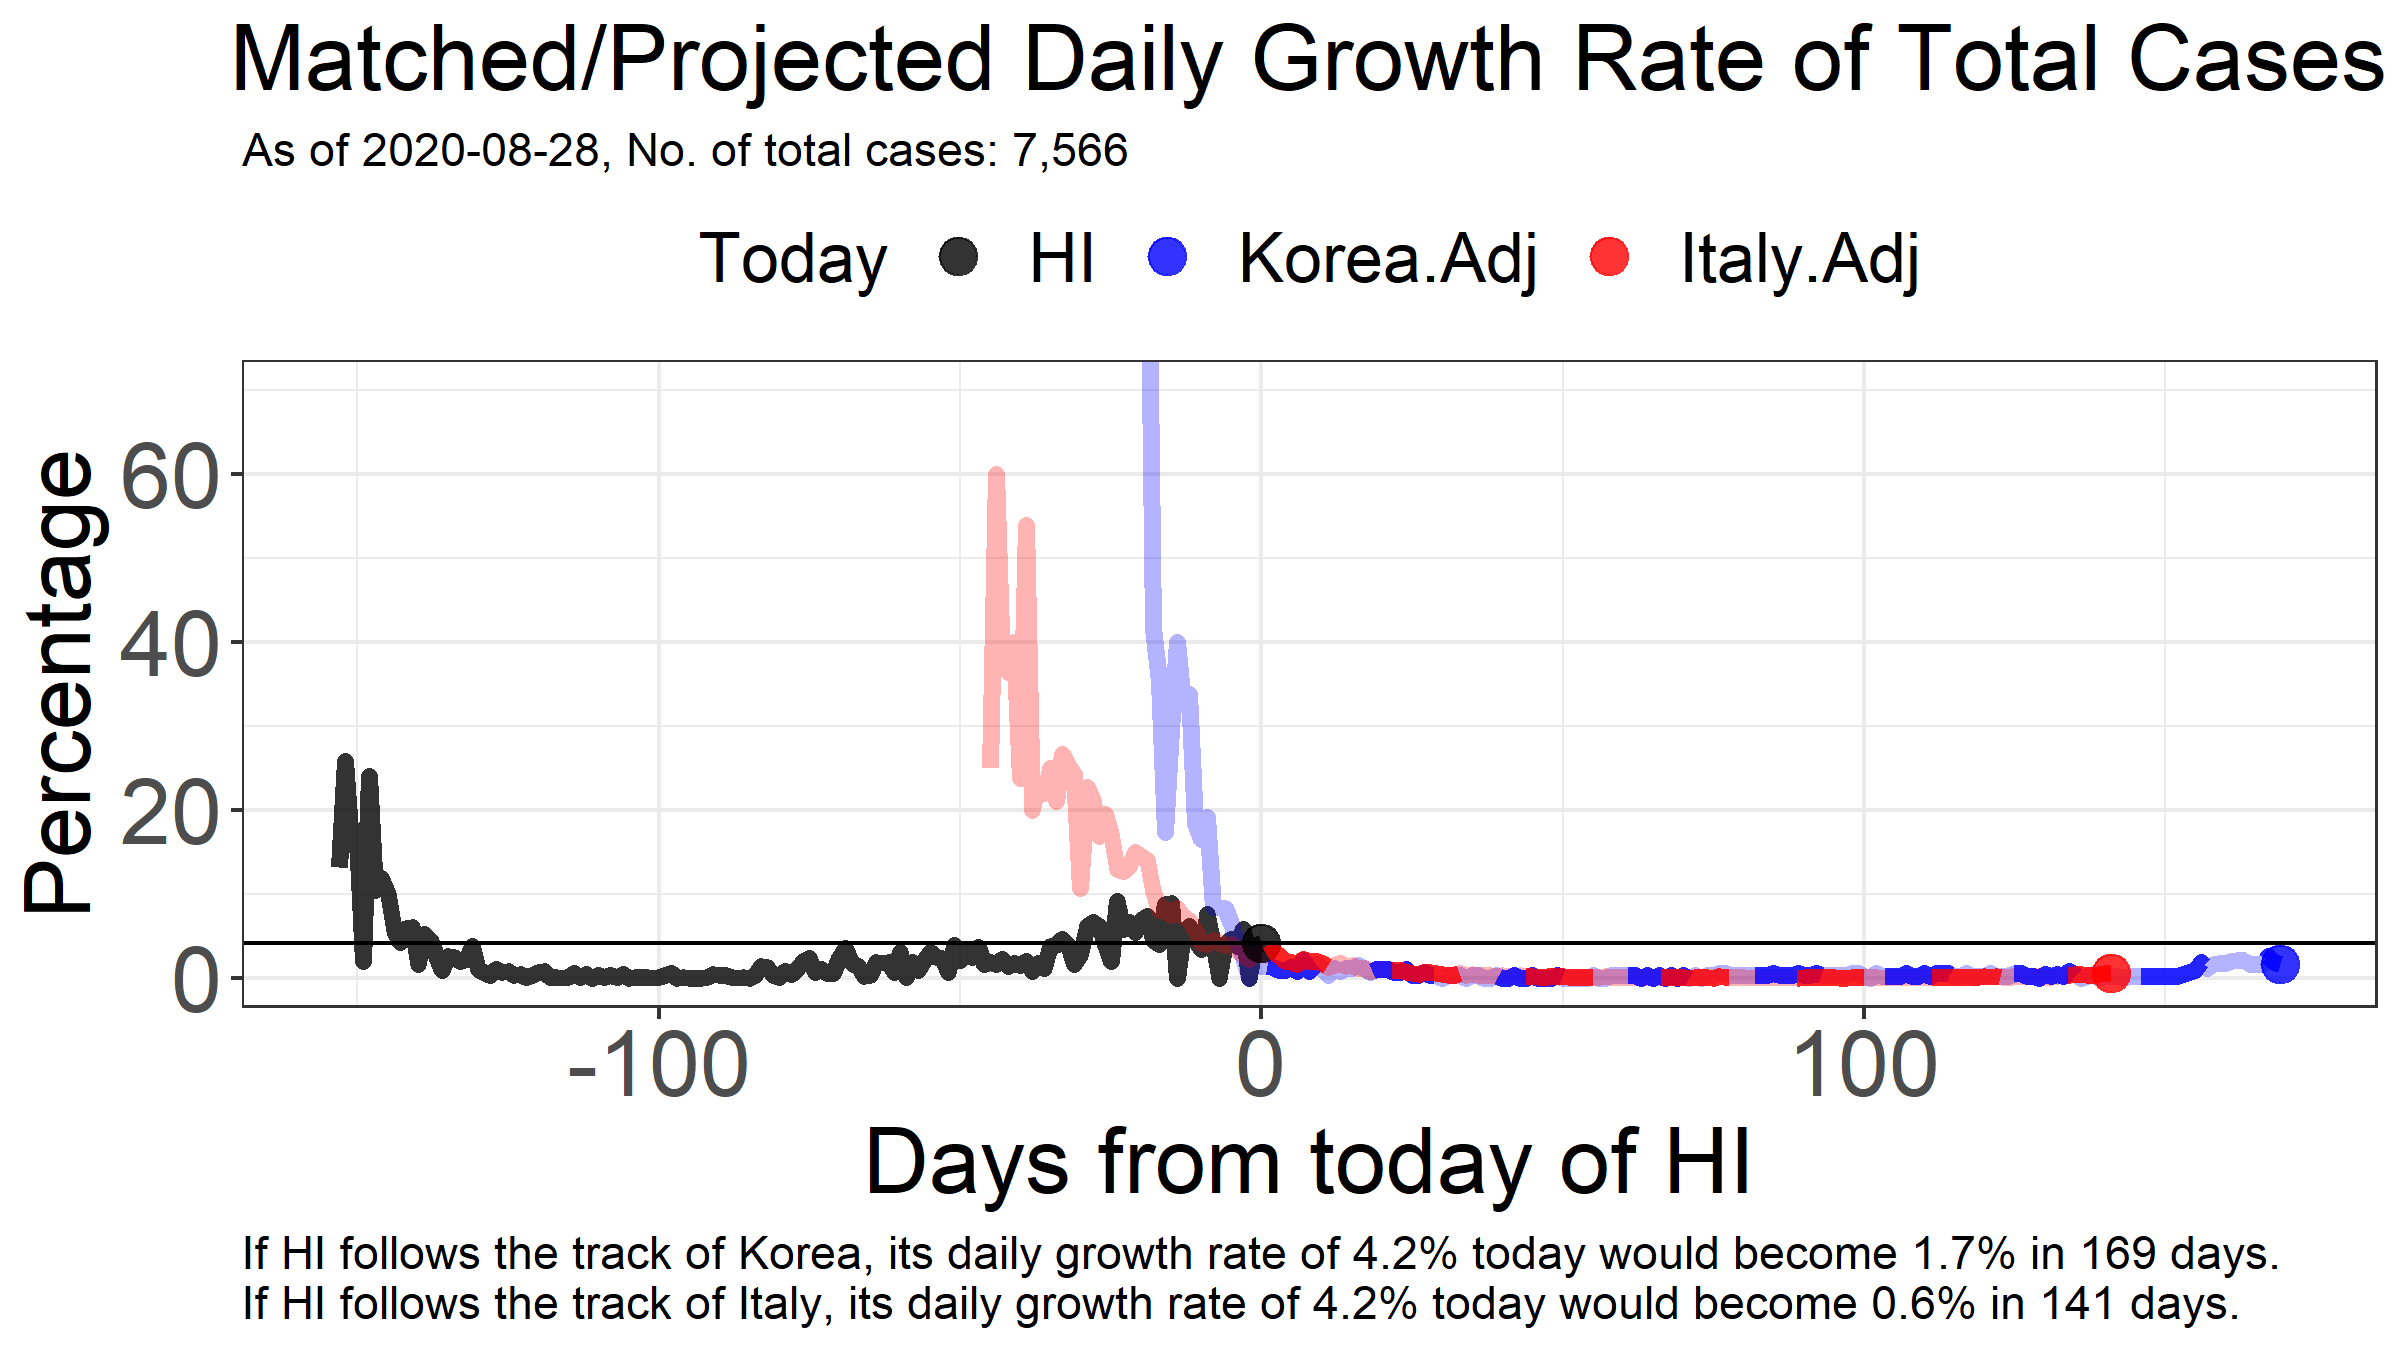 Matched/Projected Daily Growth Rate of Total Cases
As of 2020-08-28, No. of total cases: 7,566
Today HI Korea.Adj Italy.Adj
Percentage
60
40
20
0
-100 0 100
Days from today of HI
If HI follows the track of Korea, its daily growth rate of 4.2% today would become 1.7% in 169 days.
If HI follows the track of Italy, its daily growth rate of 4.2% today would become 0.6% in 141 days.